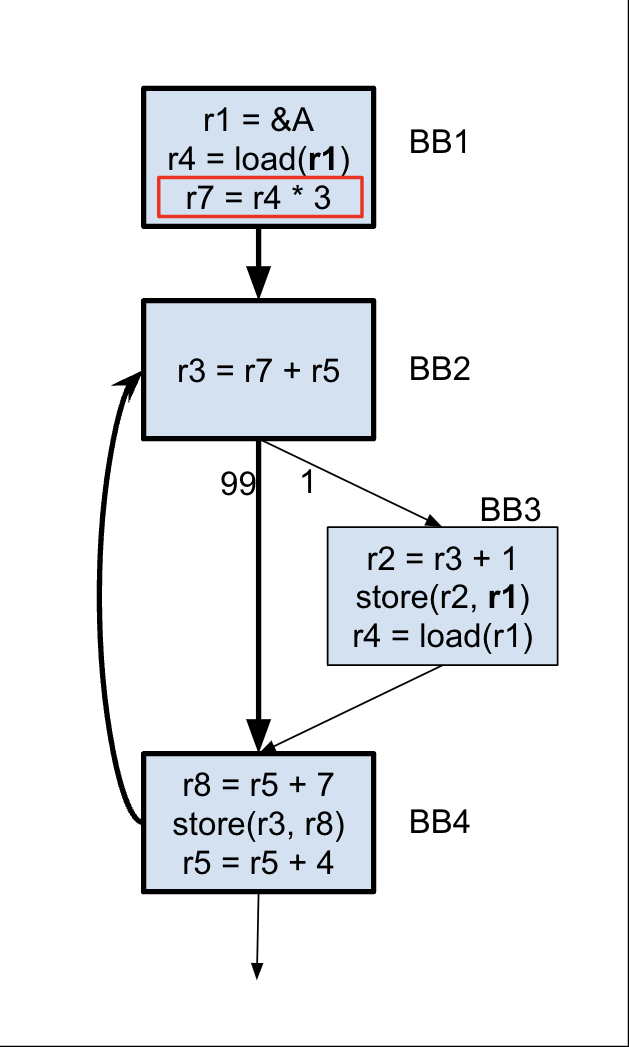 r1 = &A
r4 = load(r1)
r7 = r4 * 3
BB1
r3 = r7 + r5
BB2
99
1
BB3
r2 = r3 + 1
store(r2, r1)
r4 = load(r1)
r8 = r5 + 7
store(r3, r8)
r5 = r5 + 4
BB4